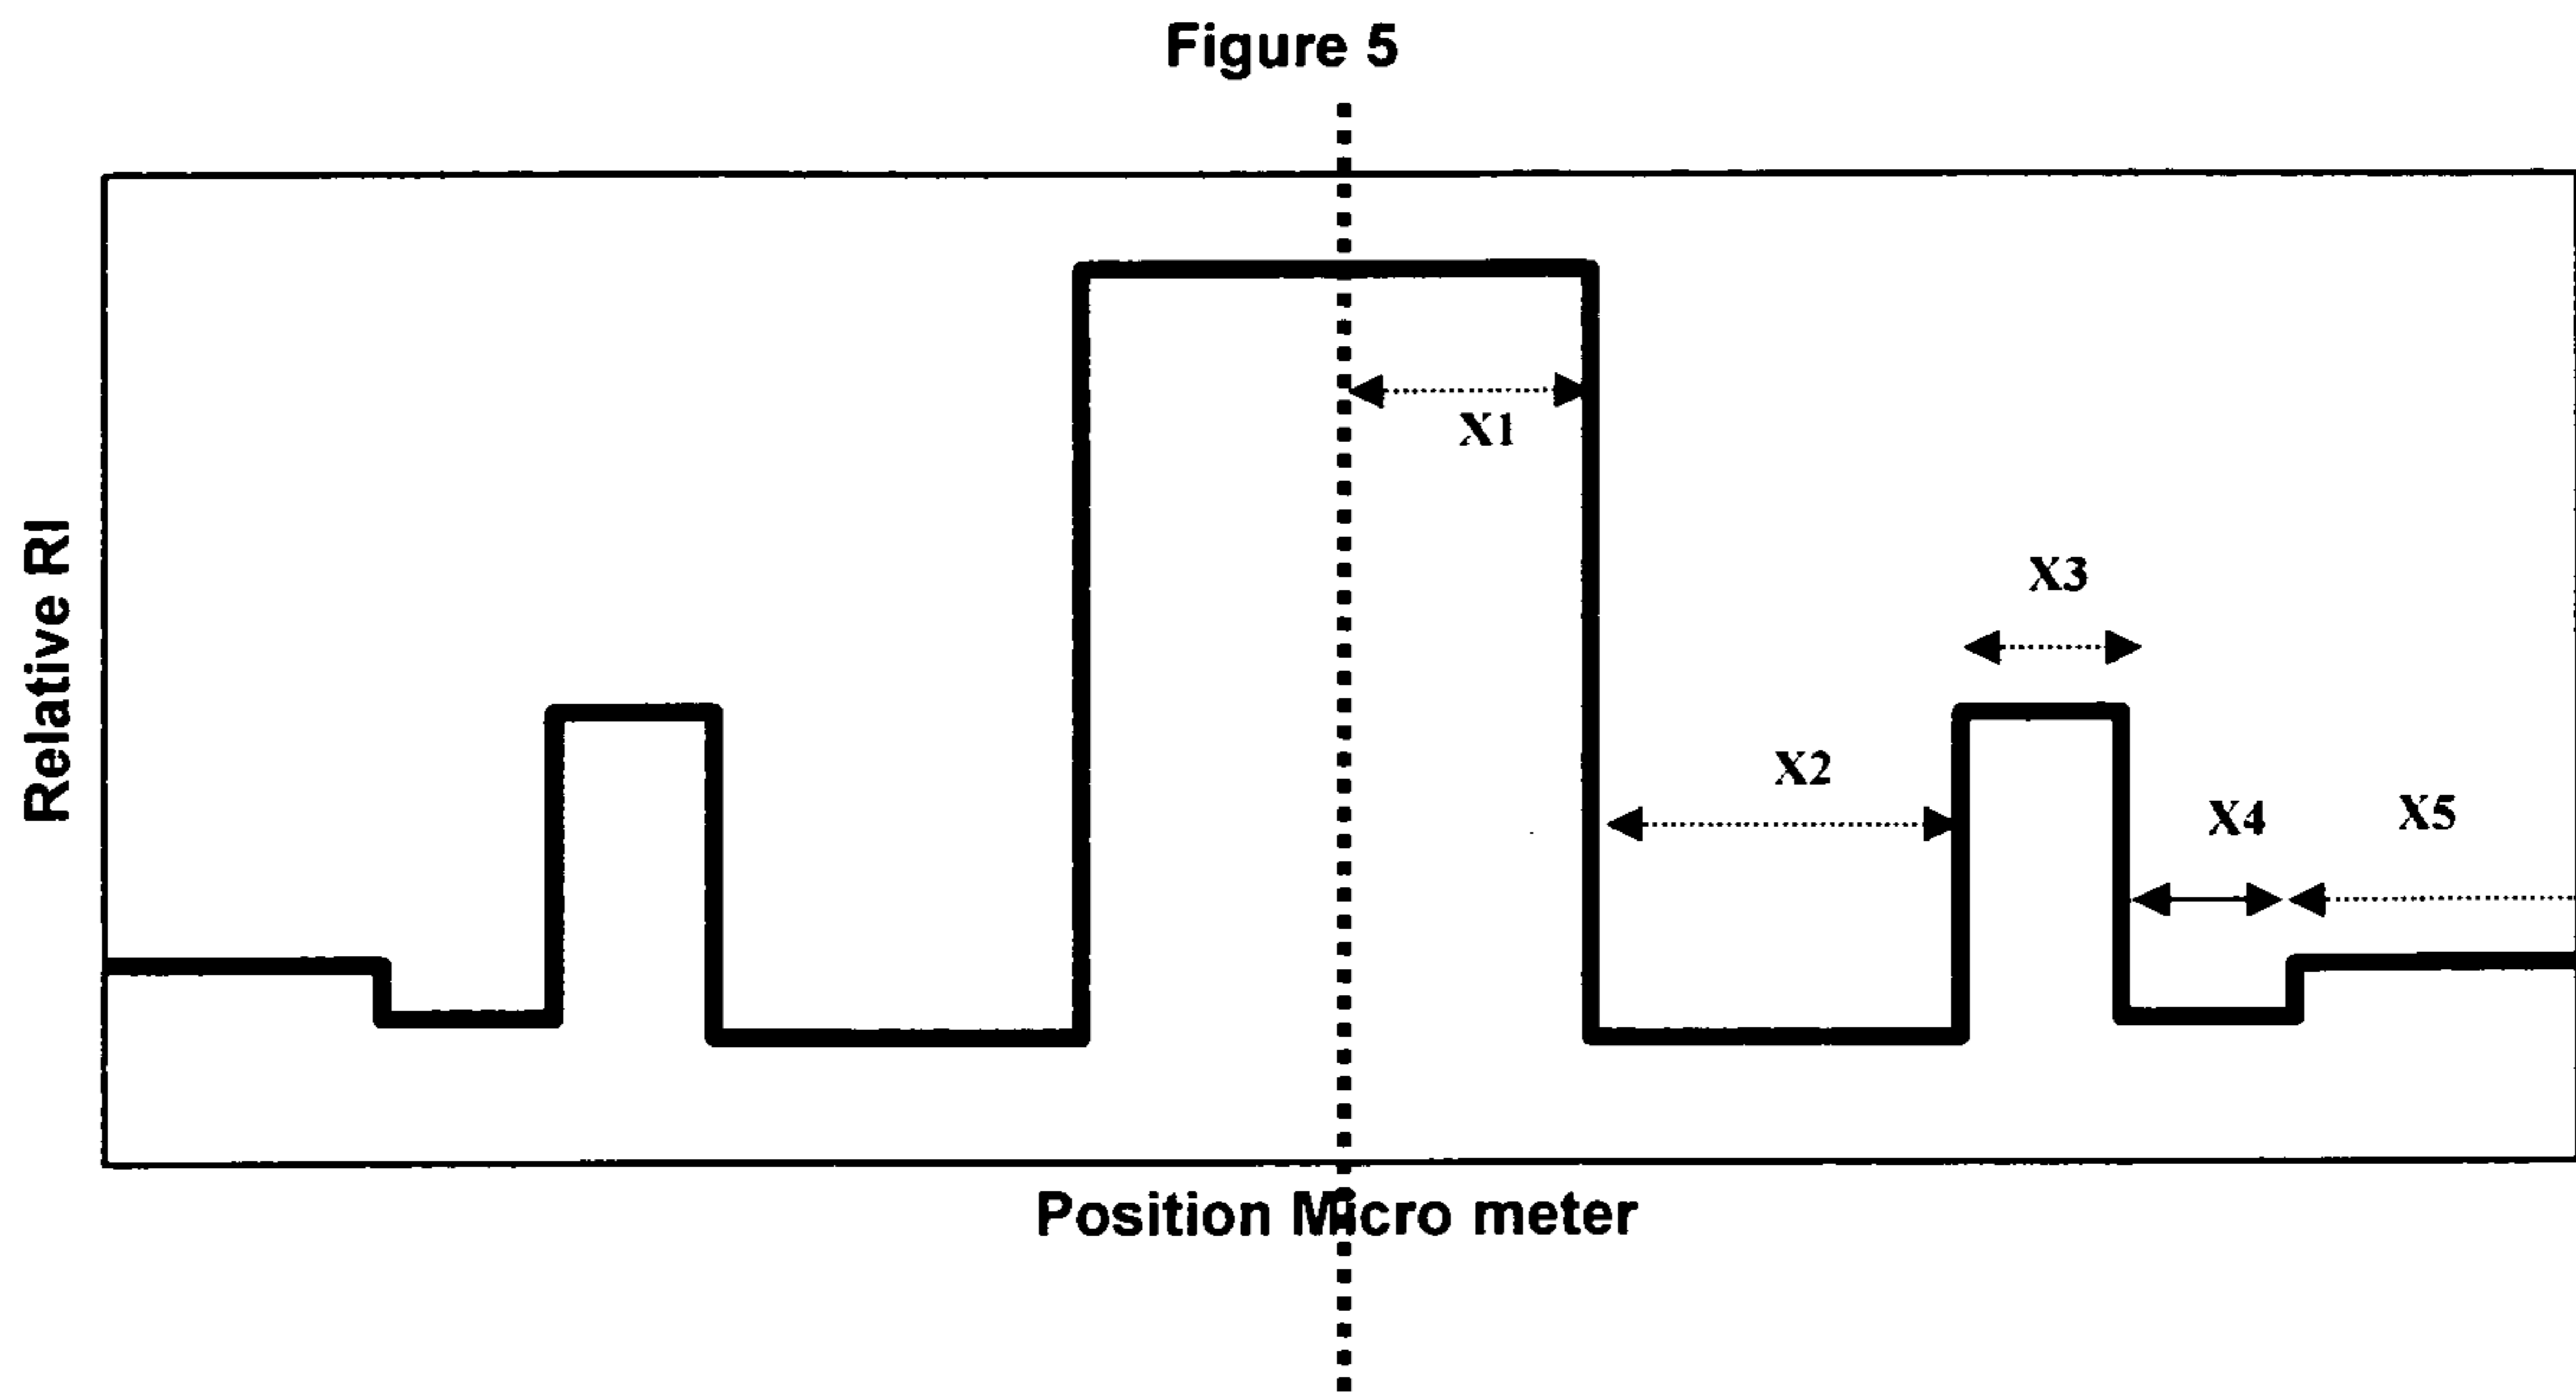 Figure 5
Relative RI
X1
X3
X2
X4
X5
Position Micro meter